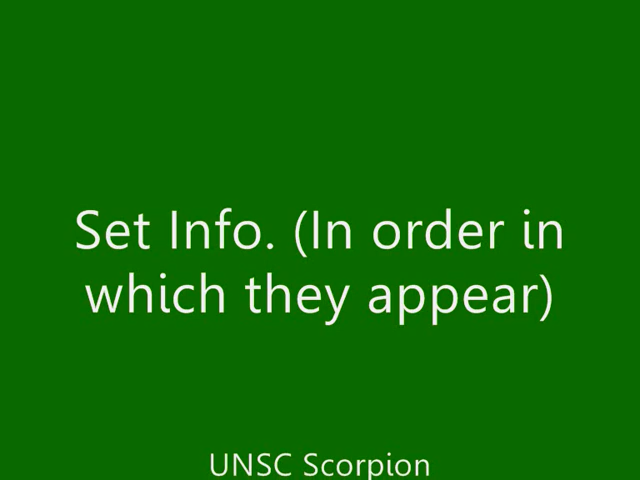 Set Info. (In order in
which they appear)
UNSC Scorpion